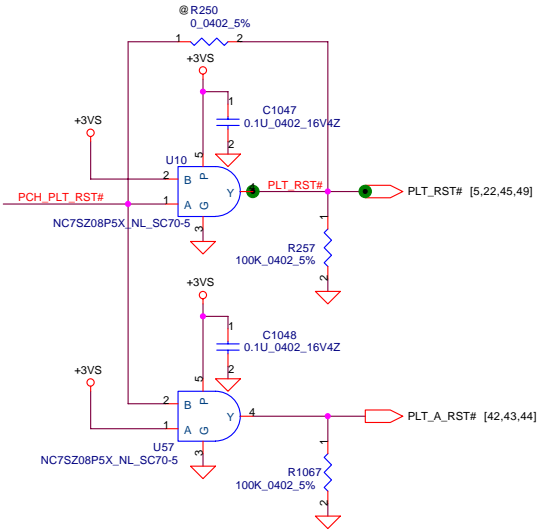 @ R250
0_0402_5%
1 2
+3VS
C1047
0.1U_0402_16V4Z
1
2
+3VS
U10
5
2 B P
Y PLT_RST#
PCH_PLT_RST#
1 A G
3
NC7SZ08P5X_NL_SC70-5
PLT_RST# [5,22,45,49]
1
R257
100K_0402_5%
2
+3VS
C1048
0.1U_0402_16V4Z
1
2
+3VS
5
2 B P
Y 4
1 A G
3
U57
NC7SZ08P5X_NL_SC70-5
PLT_A_RST# [42,43,44]
1
R1067
100K_0402_5%
2